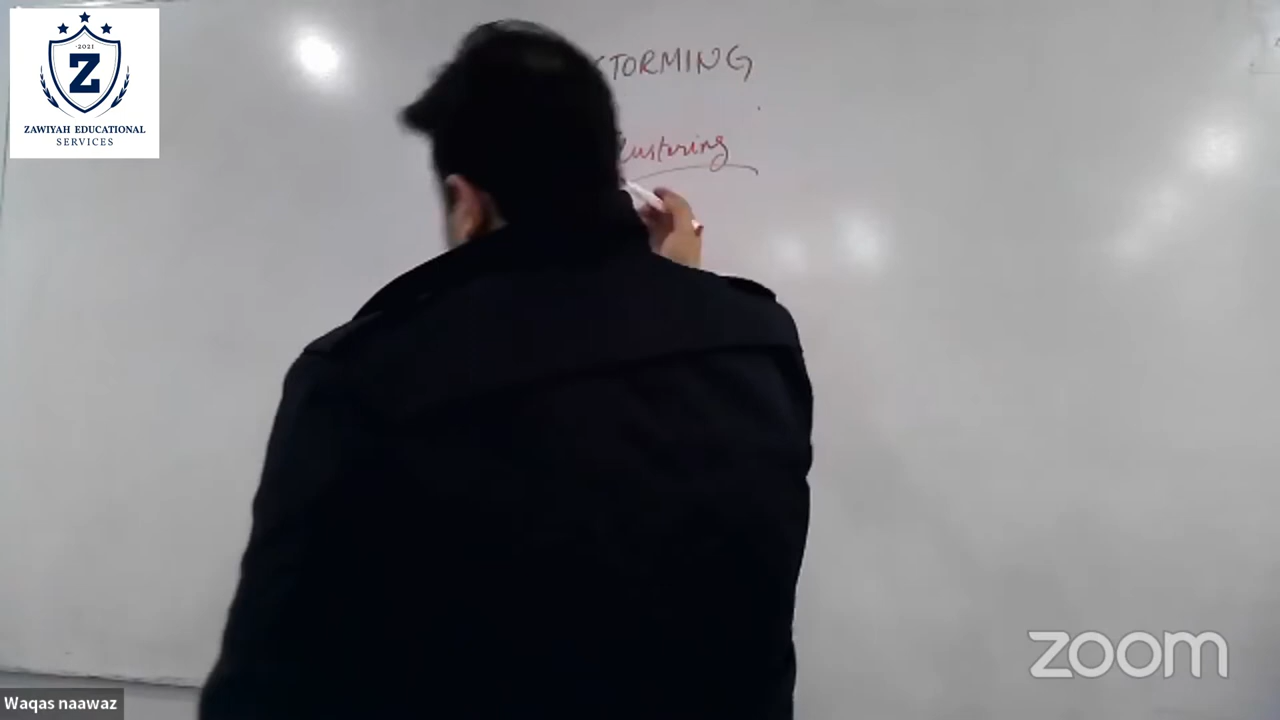 ·2021·
Z
ZAWIYAH EDUCATIONAL
SERVICES
STORMING
lustering
zoom
Waqas naawaz